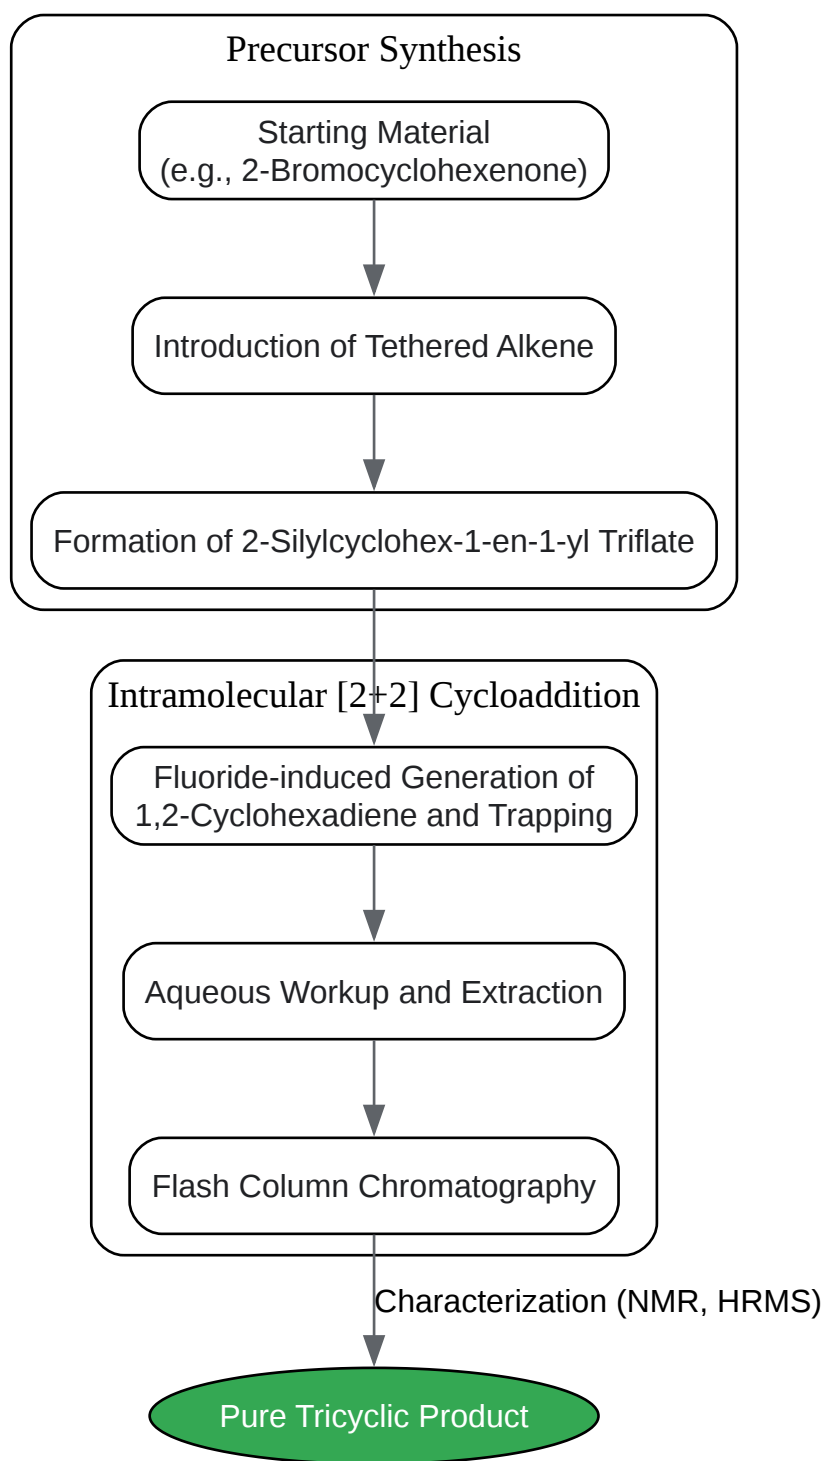 Precursor Synthesis
Starting Material
(e.g., 2-Bromocyclohexenone)
Introduction of Tethered Alkene
Formation of 2-Silylcyclohex-1-en-1-yl Triflate
Intramolecular [2+2] Cycloaddition
Fluoride-induced Generation of
1,2-Cyclohexadiene and Trapping
Aqueous Workup and Extraction
Flash Column Chromatography
Characterization (NMR, HRMS)
Pure Tricyclic Product